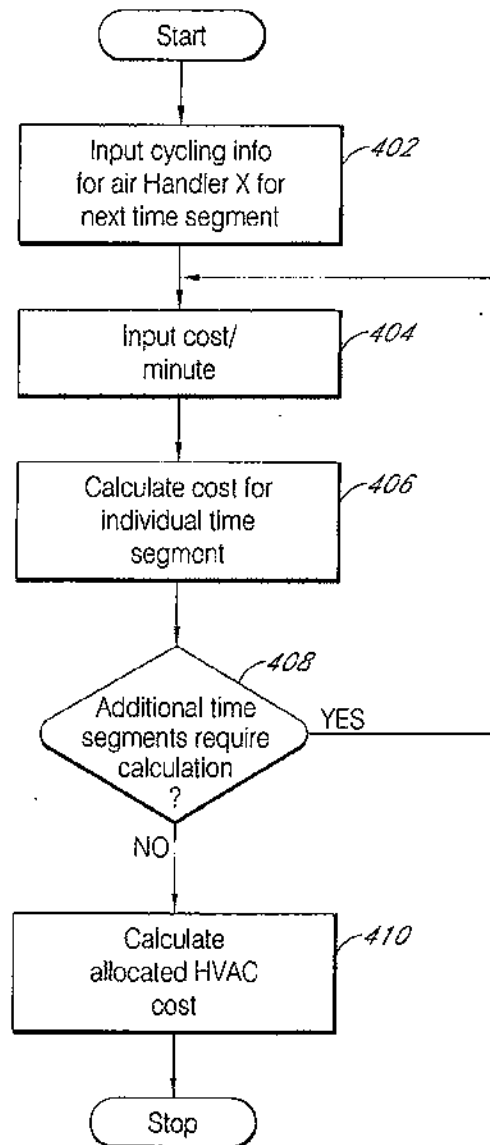 Start
Input cycling info
for air Handler X for
next time segment
402
Input cost/
minute
404
Calculate cost for
individual time
segment
406
408
Additional time
segments require
calculation
?
YES
NO
Calculate
allocated HVAC
cost
410
Stop